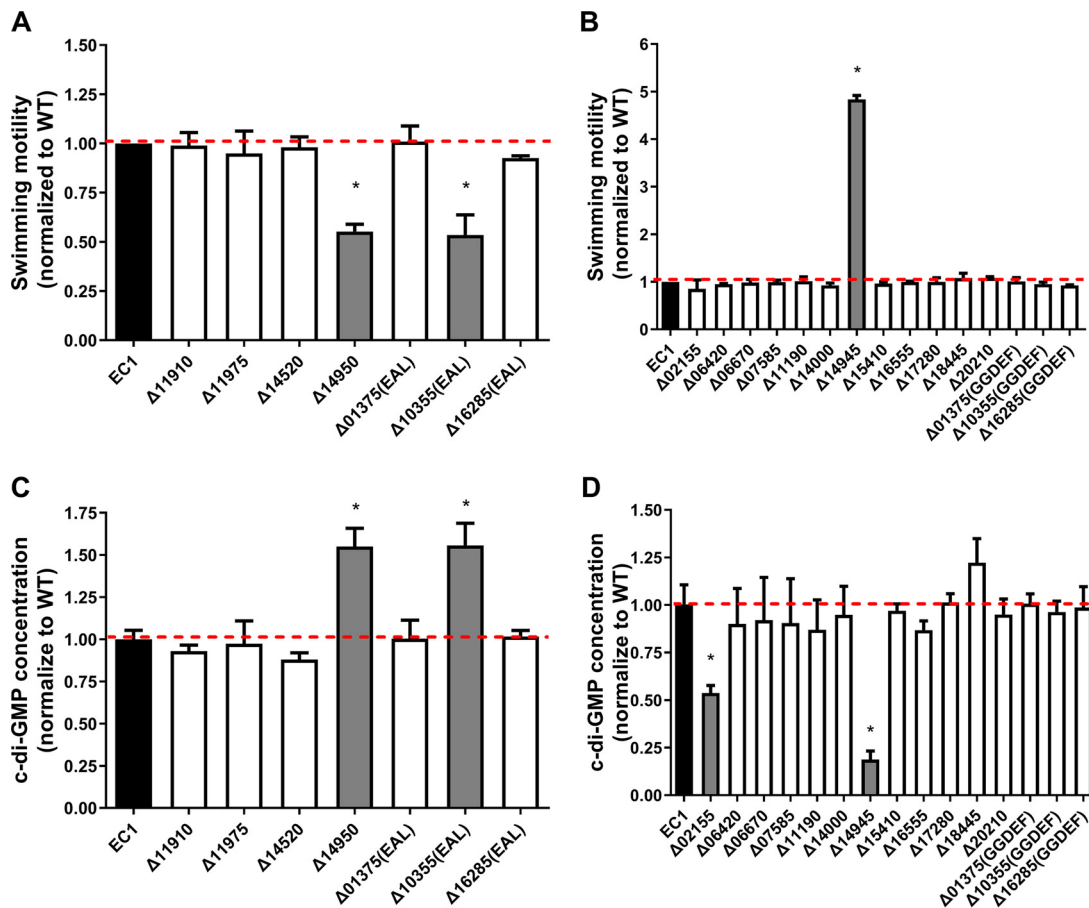 A
Swimming motility
(normalized to WT)
1.50
1.25
1.00
0.75
0.50
0.25
0.00
*
*
EC1
Δ11910
Δ11975
Δ14520
Δ14950
Δ01375(EAL)
Δ10355(EAL)
Δ16285(EAL)
B
Swimming motility
(normalized to WT)
6
5
4
3
2
1
0
*
EC1
Δ02155
Δ06420
Δ06670
Δ07585
Δ11190
Δ14000
Δ14945
Δ15410
Δ16555
Δ17280
Δ18445
Δ20210
Δ01375(GGDEF)
Δ10355(GGDEF)
Δ16285(GGDEF)
C
c-di-GMP concentration
(normalize to WT)
1.75
1.50
1.25
1.00
0.75
0.50
0.25
0.00
*
*
EC1
Δ11910
Δ11975
Δ14520
Δ14950
Δ01375(EAL)
Δ10355(EAL)
Δ16285(EAL)
D
c-di-GMP concentration
(normalize to WT)
1.50
1.25
1.00
0.75
0.50
0.25
0.00
*
*
EC1
Δ02155
Δ06420
Δ06670
Δ07585
Δ11190
Δ14000
Δ14945
Δ15410
Δ16555
Δ17280
Δ18445
Δ20210
Δ01375(GGDEF)
Δ10355(GGDEF)
Δ16285(GGDEF)